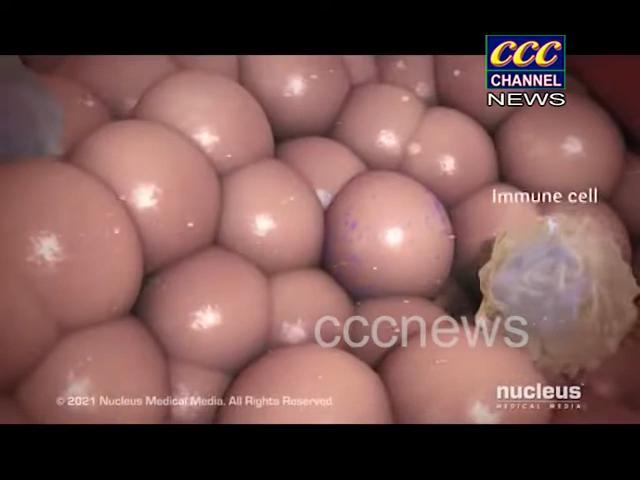 CCC
CHANNEL
NEWS
Immune cell
cccnews
© 2021 Nucleus Medical Media. All Rights Reserved
nucleus
MEDICAL MEDIA